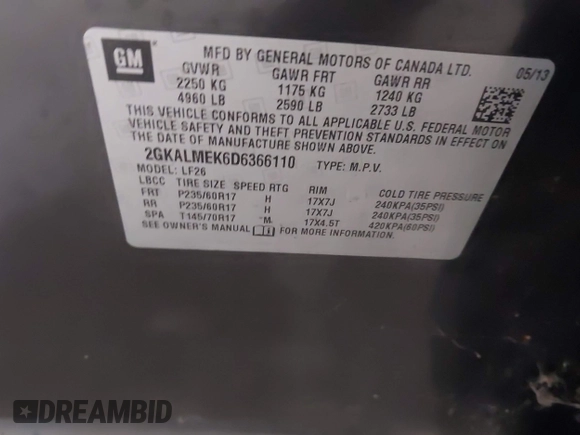 GM
MFD BY GENERAL MOTORS OF CANADA LTD.
05/13
GVWR GAWR FRT GAWR RR
2250 KG 1175 KG 1240 KG
4960 LB 2590 LB 2733 LB
THIS VEHICLE CONFORMS TO ALL APPLICABLE U.S. FEDERAL MOTOR
VEHICLE SAFETY AND THEFT PREVENTION STANDARDS IN EFFECT ON
THE DATE OF MANUFACTURE SHOWN ABOVE.
2GKALMEK6D6366110 TYPE: M.P.V.
MODEL: LF26
LBCC TIRE SIZE SPEED RTG RIM COLD TIRE PRESSURE
FRT P235/60R17 H 17X7J 240KPA(35PSI)
RR P235/60R17 H 17X7J 240KPA(35PSI)
SPA T145/70R17 M 17X4.5T 420KPA(60PSI)
SEE OWNER'S MANUAL FOR MORE INFORMATION.
DREAMBID